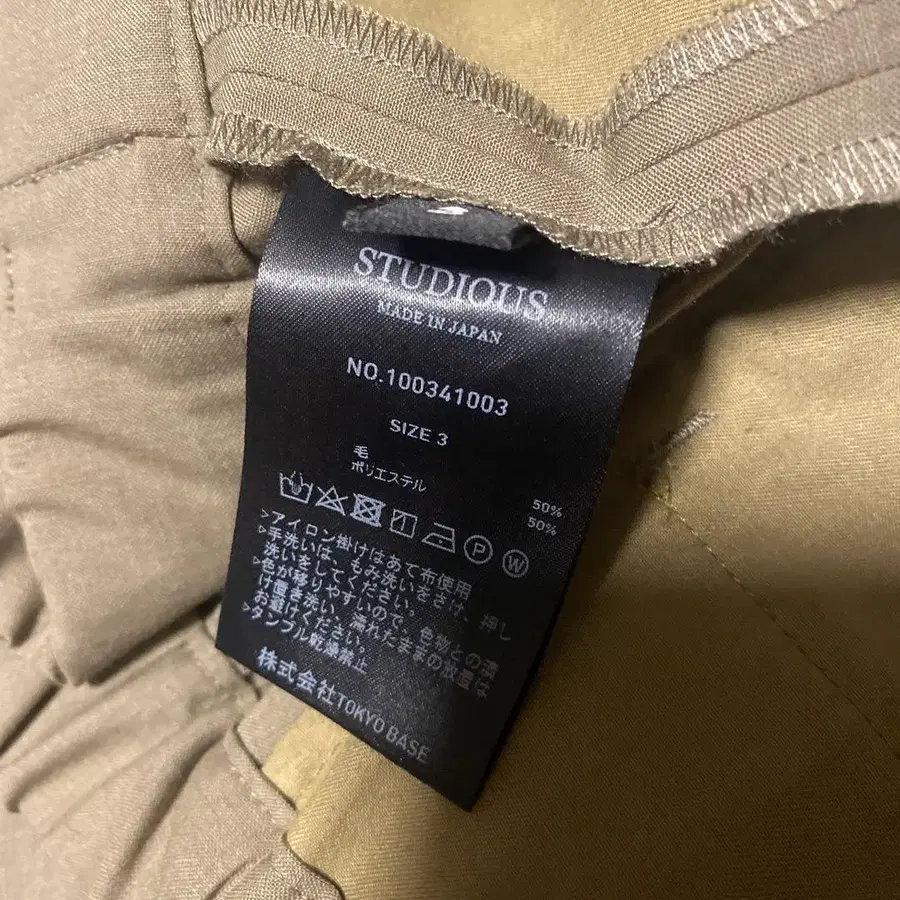 STUDIOUS
MADE IN JAPAN
NO.100341003
SIZE 3
毛 50%
ポリエステル 50%
P W
>アイロン掛けはあて布使用
▷手洗いは、もみ洗いをさけ、押し
洗いをしてください。
▷色が移りやすいので、色物との漬
け置き洗い、濡れたままの放置は
お避けください。
▷タンブル乾燥禁止
株式会社TOKYO BASE